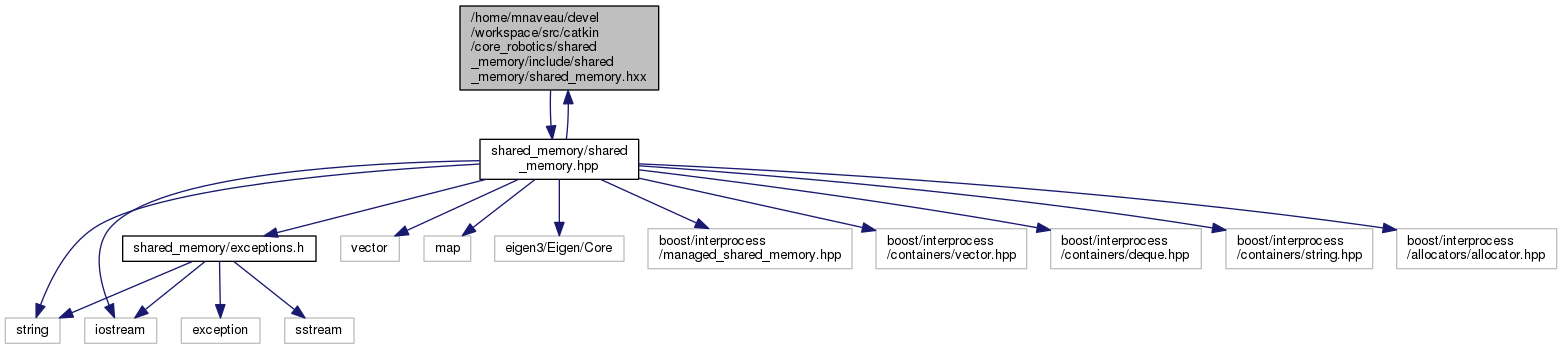 /home/mnaveau/devel
/workspace/src/catkin
/core_robotics/shared
_memory/include/shared
_memory/shared_memory.hxx
shared_memory/shared
_memory.hpp
shared_memory/exceptions.h
vector
map
eigen3/Eigen/Core
boost/interprocess
/managed_shared_memory.hpp
boost/interprocess
/containers/vector.hpp
boost/interprocess
/containers/deque.hpp
boost/interprocess
/containers/string.hpp
boost/interprocess
/allocators/allocator.hpp
string
iostream
exception
sstream